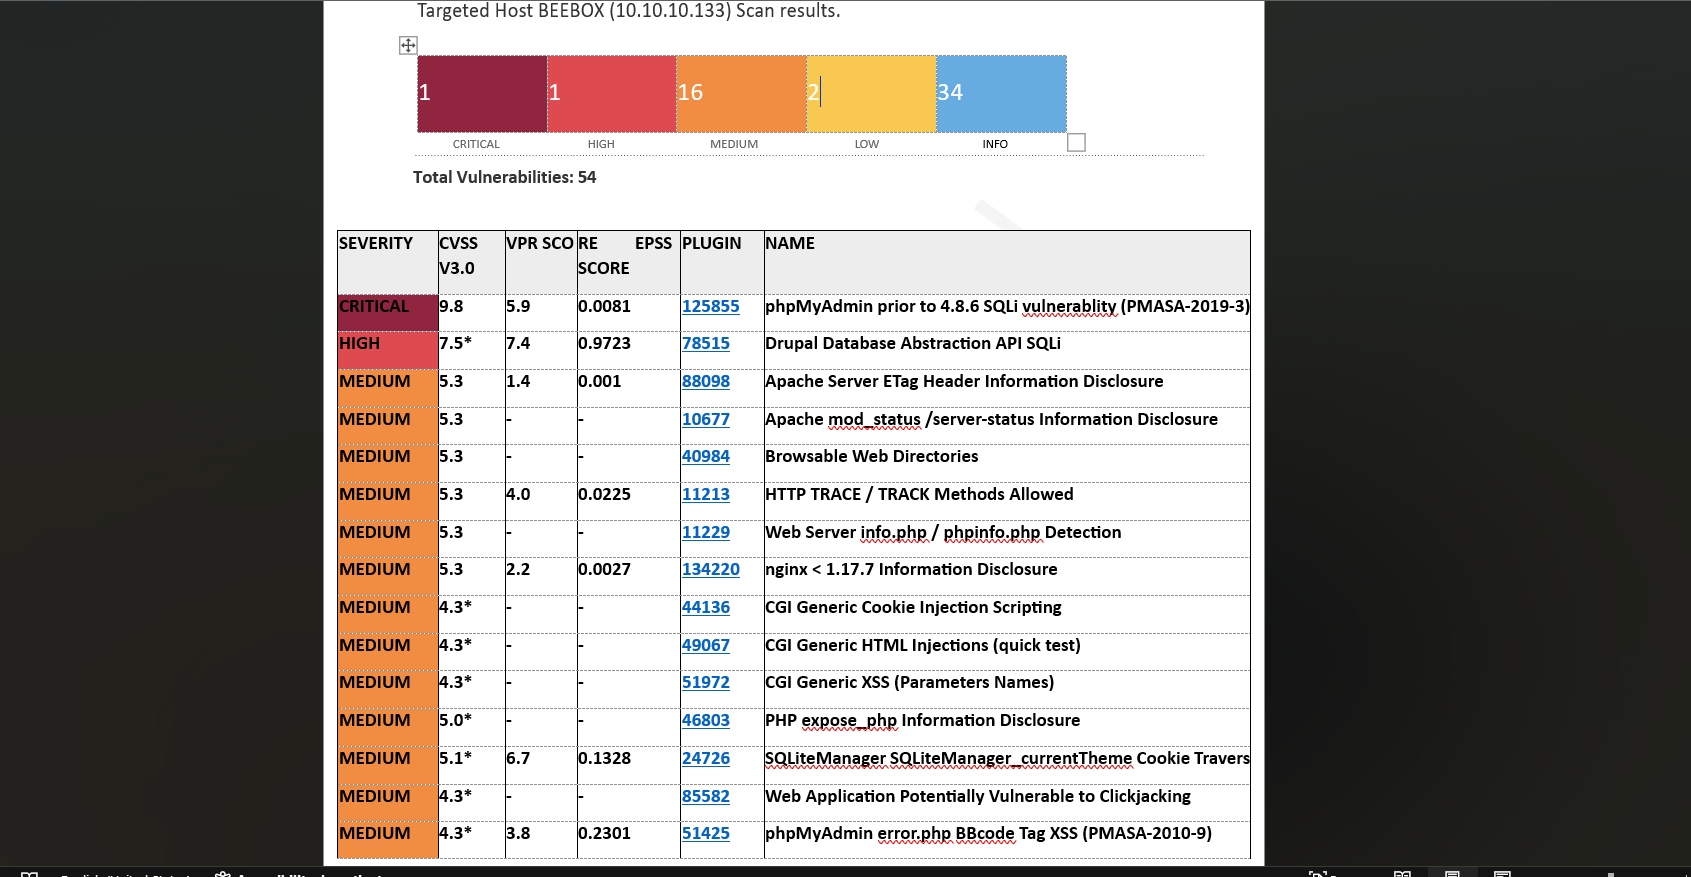 Targeted Host BEEBOX (10.10.10.133) Scan results.
1 1 16 2 34
CRITICAL HIGH MEDIUM LOW INFO
Total Vulnerabilities: 54
SEVERITY CVSS VPR SCO RE EPSS PLUGIN NAME
V3.0 SCORE
CRITICAL 9.8 5.9 0.0081 125855 phpMyAdmin prior to 4.8.6 SQLi vulnerablity (PMASA-2019-3)
HIGH 7.5* 7.4 0.9723 78515 Drupal Database Abstraction API SQLi
MEDIUM 5.3 1.4 0.001 88098 Apache Server ETag Header Information Disclosure
MEDIUM 5.3 - - 10677 Apache mod_status /server-status Information Disclosure
MEDIUM 5.3 - - 40984 Browsable Web Directories
MEDIUM 5.3 4.0 0.0225 11213 HTTP TRACE / TRACK Methods Allowed
MEDIUM 5.3 - - 11229 Web Server info.php / phpinfo.php Detection
MEDIUM 5.3 2.2 0.0027 134220 nginx < 1.17.7 Information Disclosure
MEDIUM 4.3* - - 44136 CGI Generic Cookie Injection Scripting
MEDIUM 4.3* - - 49067 CGI Generic HTML Injections (quick test)
MEDIUM 4.3* - - 51972 CGI Generic XSS (Parameters Names)
MEDIUM 5.0* - - 46803 PHP expose_php Information Disclosure
MEDIUM 5.1* 6.7 0.1328 24726 SQLiteManager SQLiteManager_currentTheme Cookie Travers
MEDIUM 4.3* - - 85582 Web Application Potentially Vulnerable to Clickjacking
MEDIUM 4.3* 3.8 0.2301 51425 phpMyAdmin error.php BBcode Tag XSS (PMASA-2010-9)